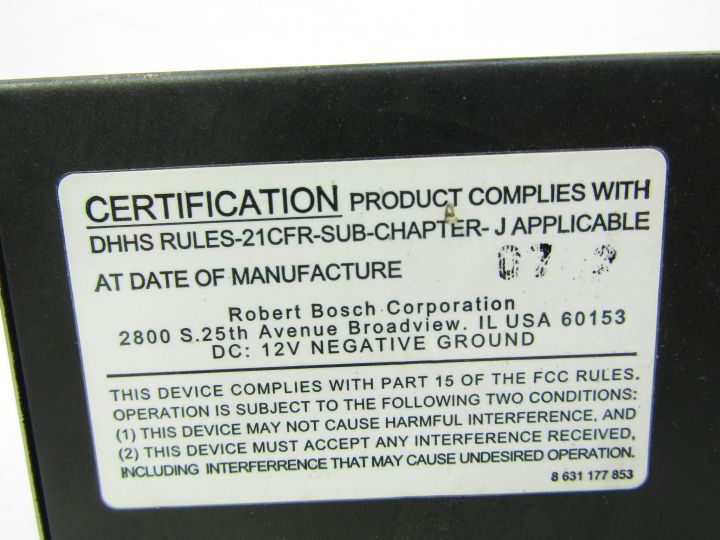 CERTIFICATION PRODUCT COMPLIES WITH
DHHS RULES-21CFR-SUB-CHAPTER- J APPLICABLE
AT DATE OF MANUFACTURE
Robert Bosch Corporation
2800 S.25th Avenue Broadview. IL USA 60153
DC: 12V NEGATIVE GROUND
THIS DEVICE COMPLIES WITH PART 15 OF THE FCC RULES.
OPERATION IS SUBJECT TO THE FOLLOWING TWO CONDITIONS:
(1) THIS DEVICE MAY NOT CAUSE HARMFUL INTERFERENCE, AND
(2) THIS DEVICE MUST ACCEPT ANY INTERFERENCE RECEIVED,
INCLUDING INTERFERRENCE THAT MAY CAUSE UNDESIRED OPERATION.
8 631 177 853